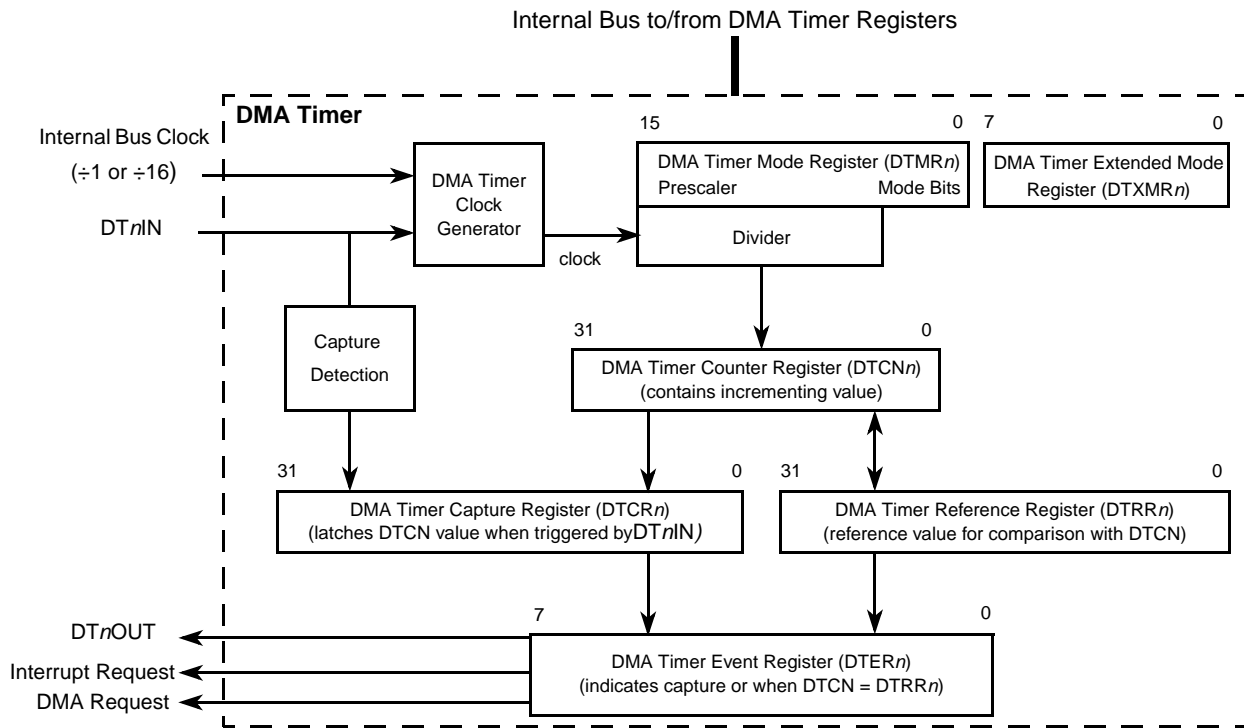 Internal Bus to/from DMA Timer Registers
DMA Timer
Internal Bus Clock
(÷1 or ÷16)
DTnIN
DMA Timer
Clock
Generator
clock
15
0
DMA Timer Mode Register (DTMRn)
Prescaler
Mode Bits
7
0
DMA Timer Extended Mode
Register (DTXMRn)
Divider
Capture
Detection
31
0
DMA Timer Counter Register (DTCNn)
(contains incrementing value)
31
0
DMA Timer Capture Register (DTCRn)
(latches DTCN value when triggered byDTnIN)
31
0
DMA Timer Reference Register (DTRRn)
(reference value for comparison with DTCN)
7
0
DMA Timer Event Register (DTERn)
(indicates capture or when DTCN = DTRRn)
DTnOUT
Interrupt Request
DMA Request